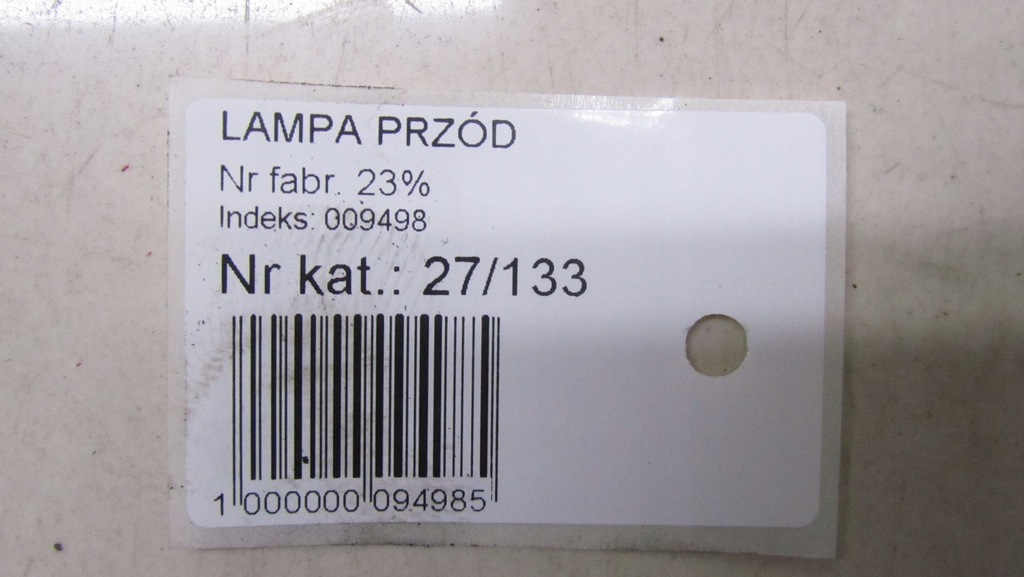 LAMPA PRZÓD
Nr fabr. 23%
Indeks: 009498
Nr kat.: 27/133
1 000000 094985